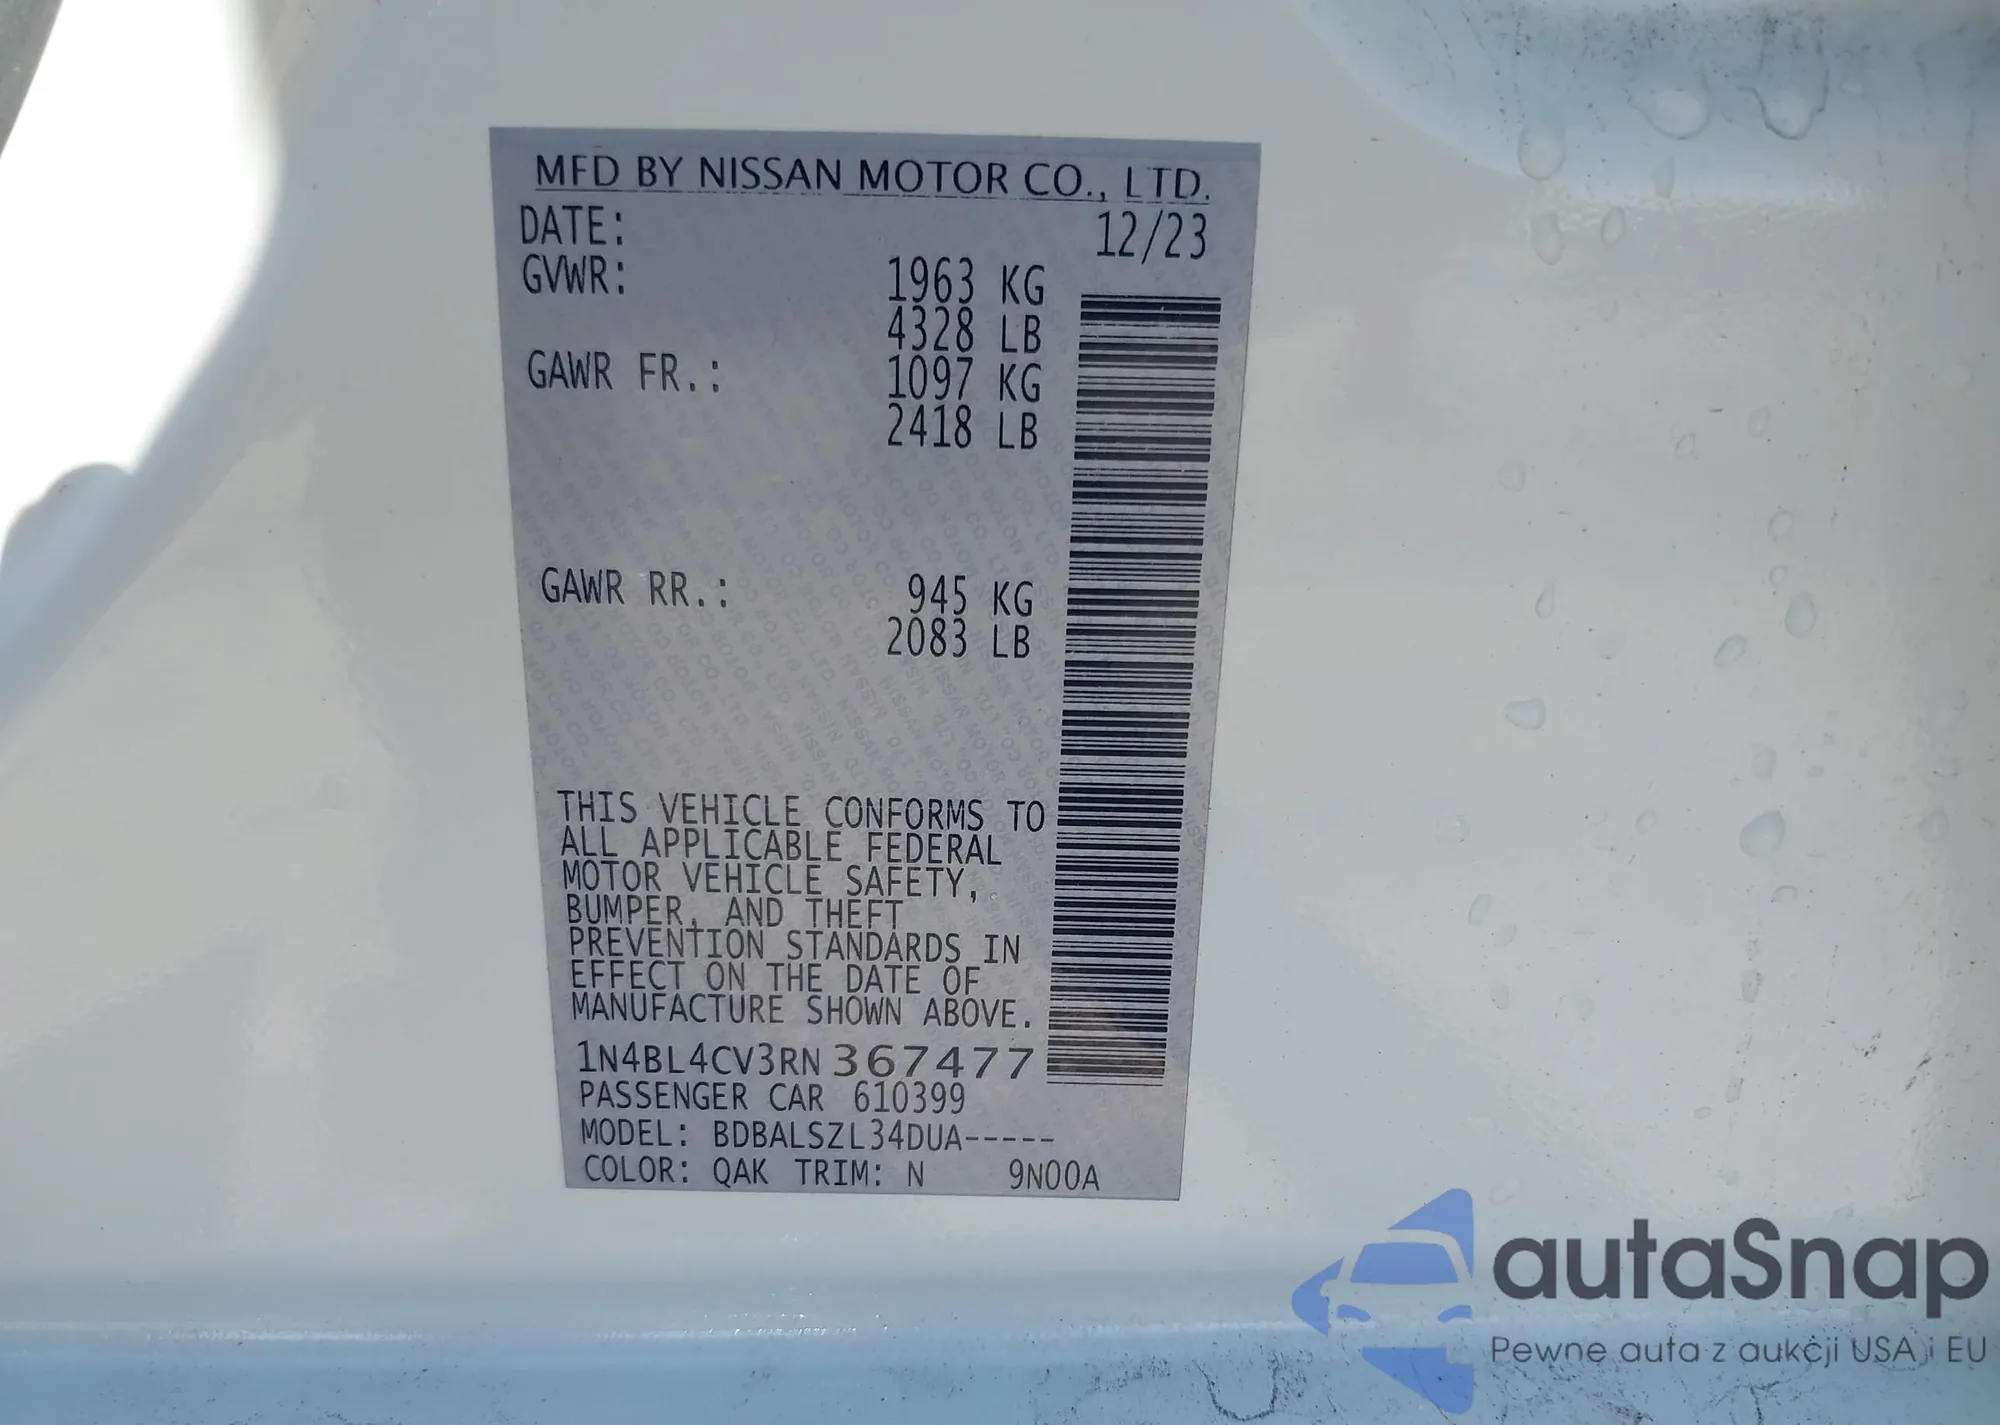 MFD BY NISSAN MOTOR CO., LTD.
DATE: 12/23
GVWR: 1963 KG
4328 LB
GAWR FR.: 1097 KG
2418 LB
GAWR RR.: 945 KG
2083 LB
THIS VEHICLE CONFORMS TO
ALL APPLICABLE FEDERAL
MOTOR VEHICLE SAFETY,
BUMPER, AND THEFT
PREVENTION STANDARDS IN
EFFECT ON THE DATE OF
MANUFACTURE SHOWN ABOVE.
1N4BL4CV3RN367477
PASSENGER CAR 610399
MODEL: BDBALSZL34DUA-----
COLOR: QAK TRIM: N 9N00A
autaSnap
Pewne auta z aukcji USA i EU